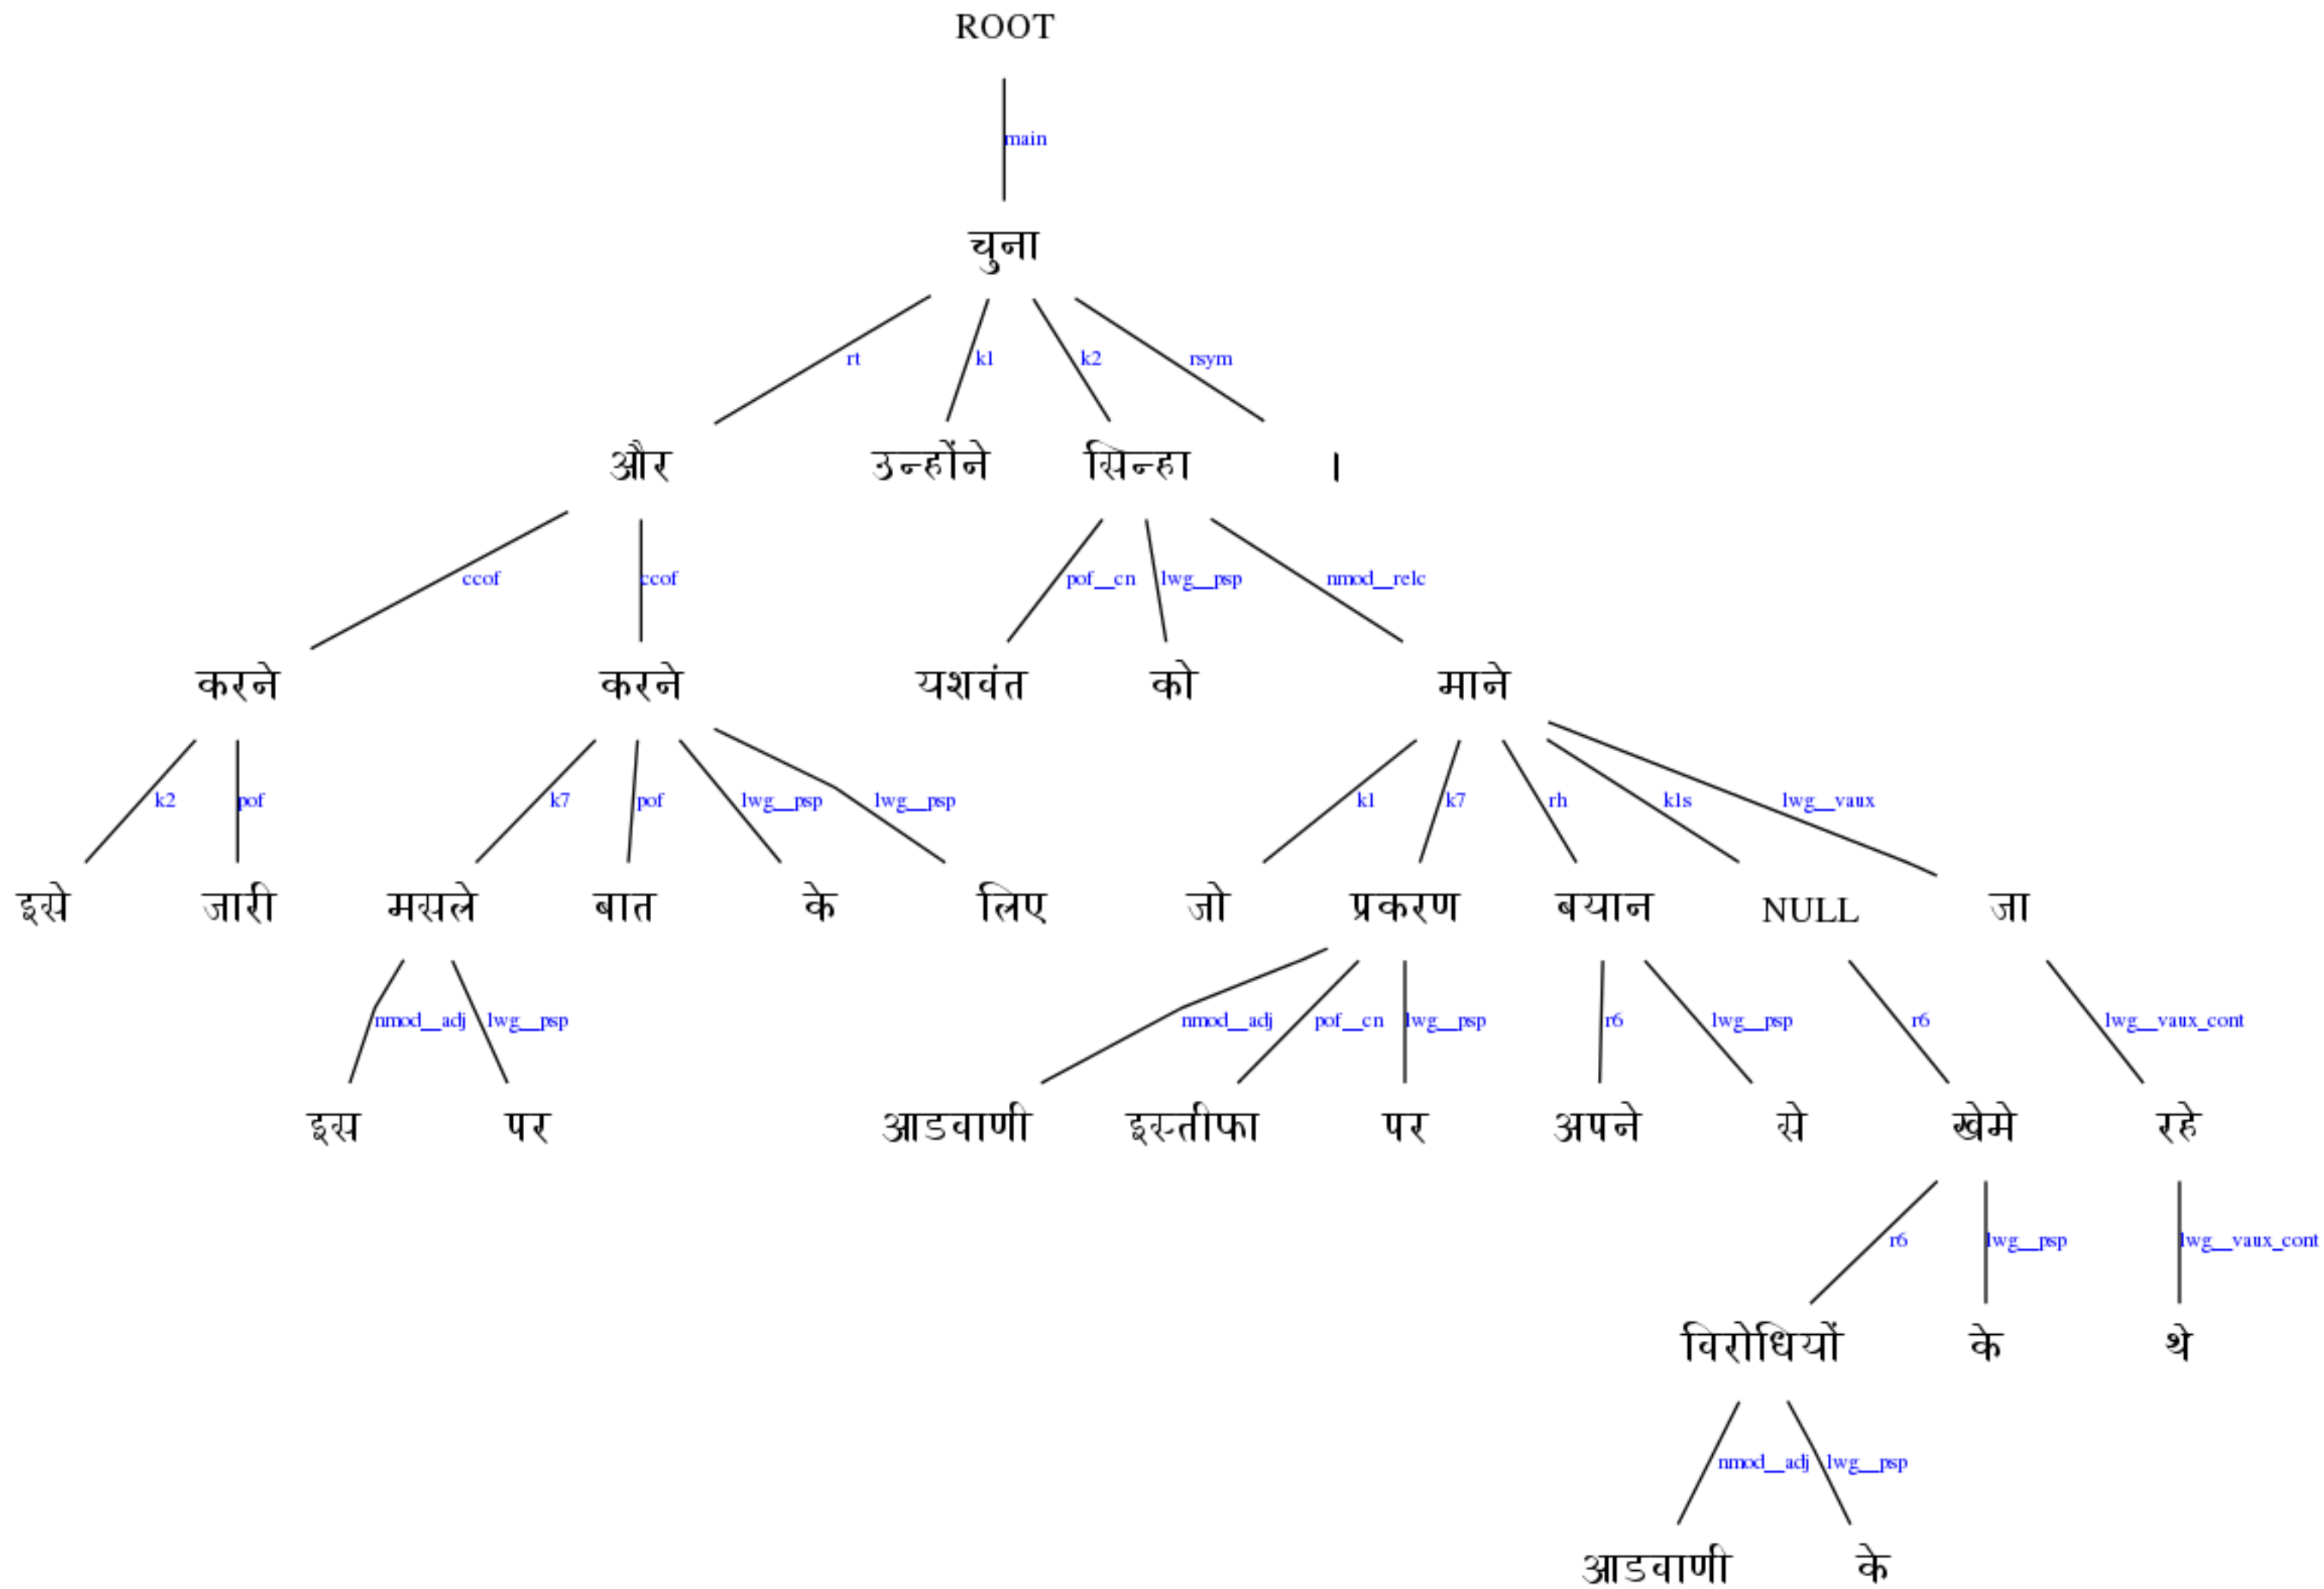 ROOT
main
चुना
rt k1 k2 rsym
और उन्होंने सिन्हा ।
ccof ccof pof__cn lwg__psp nmod__relc
करने करने यशवंत को माने
k2 pof k7 pof lwg__psp lwg__psp k1 k7 rh k1s lwg__vaux
इसे जारी मसले बात के लिए जो प्रकरण बयान NULL जा
nmod__adj lwg__psp nmod__adj pof__cn lwg__psp r6 lwg__psp r6 lwg__vaux_cont
इस पर आडवाणी इस्तीफा पर अपने से खेमे रहे
r6 lwg__psp lwg__vaux_cont
विरोधियों के थे
nmod__adj lwg__psp
आडवाणी के